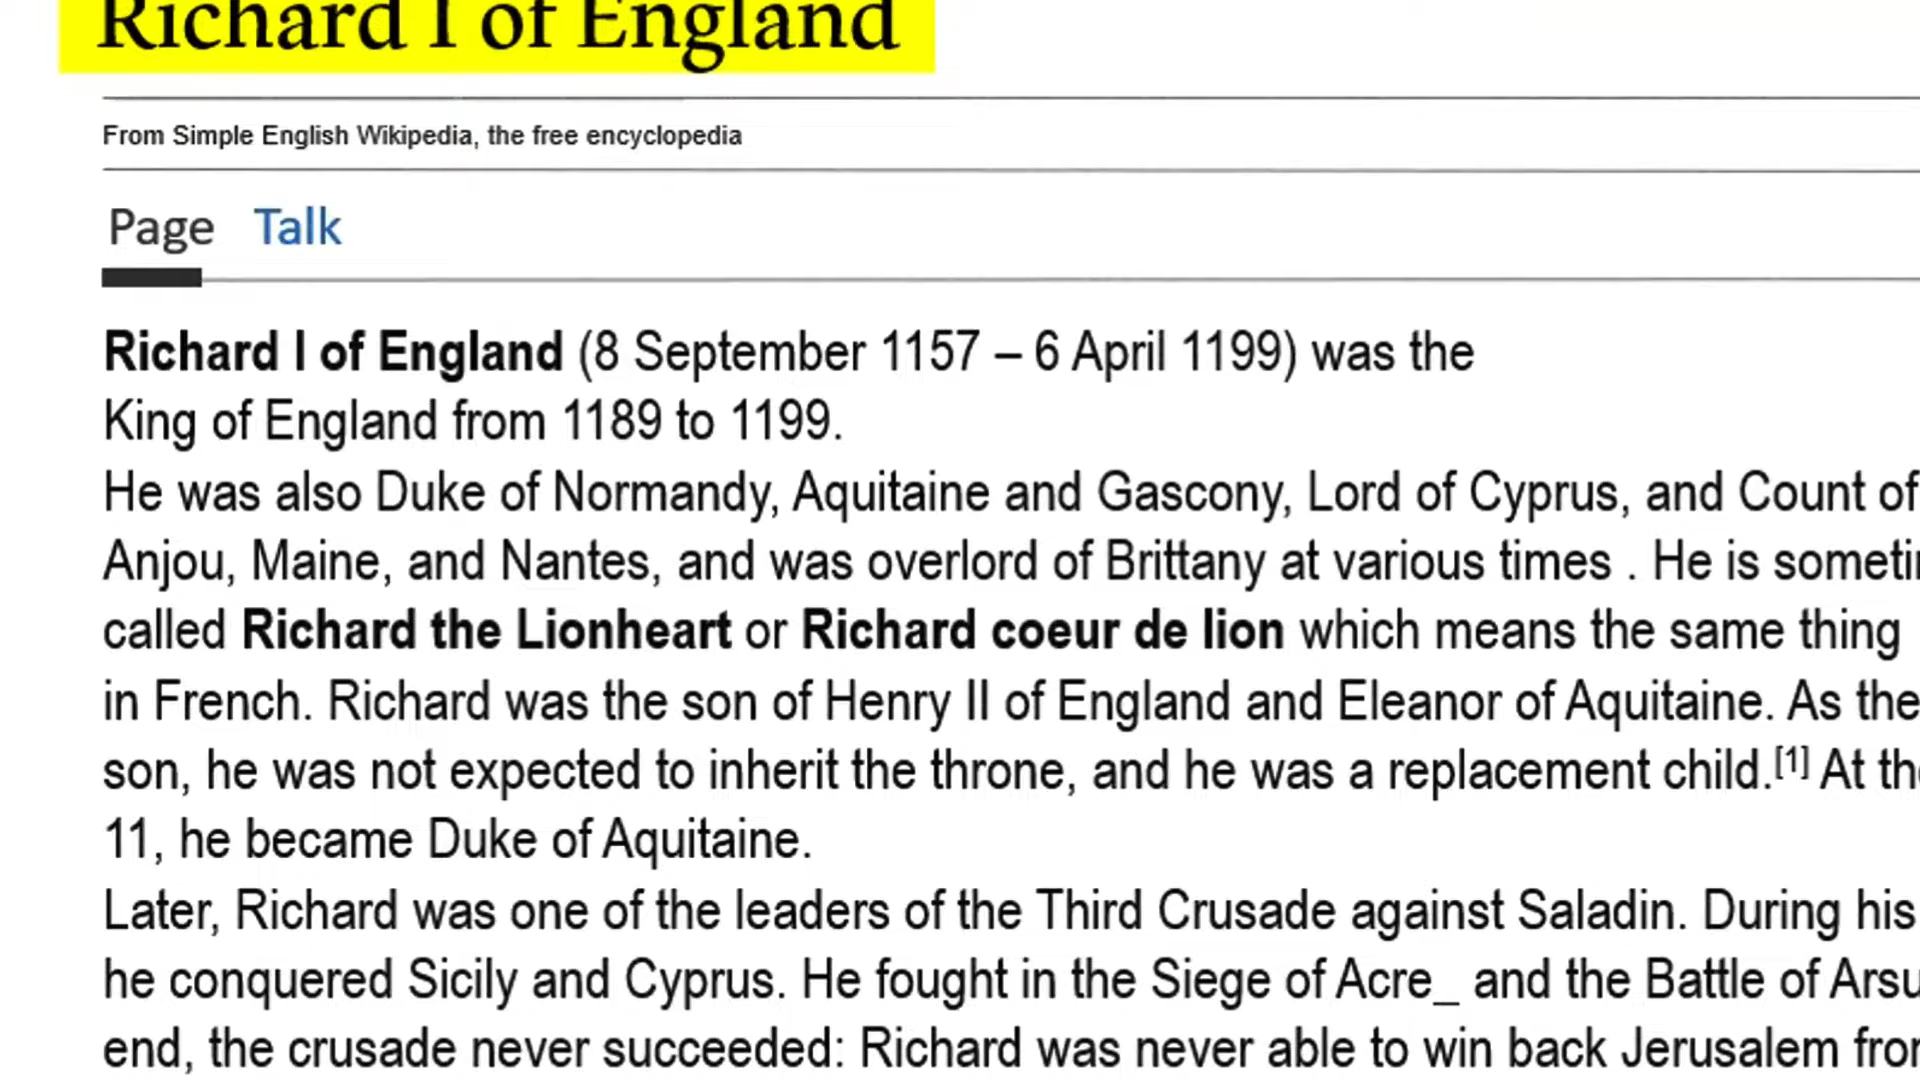 Richard I of England
From Simple English Wikipedia, the free encyclopedia
Page Talk
Richard I of England (8 September 1157 – 6 April 1199) was the
King of England from 1189 to 1199.
He was also Duke of Normandy, Aquitaine and Gascony, Lord of Cyprus, and Count of
Anjou, Maine, and Nantes, and was overlord of Brittany at various times . He is
called Richard the Lionheart or Richard coeur de lion which means the same thing
in French. Richard was the son of Henry II of England and Eleanor of Aquitaine. As the
son, he was not expected to inherit the throne, and he was a replacement child.[1] At
11, he became Duke of Aquitaine.
Later, Richard was one of the leaders of the Third Crusade against Saladin. During his
he conquered Sicily and Cyprus. He fought in the Siege of Acre_ and the Battle of
end, the crusade never succeeded: Richard was never able to win back Jerusalem